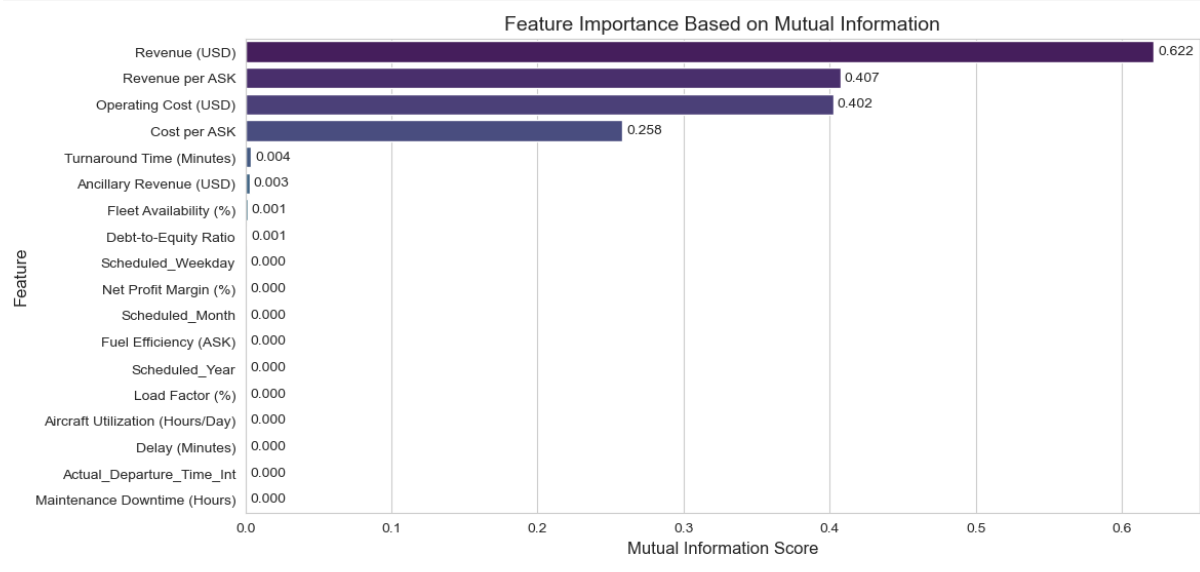 Feature Importance Based on Mutual Information
Feature
Revenue (USD) 0.622
Revenue per ASK 0.407
Operating Cost (USD) 0.402
Cost per ASK 0.258
Turnaround Time (Minutes) 0.004
Ancillary Revenue (USD) 0.003
Fleet Availability (%) 0.001
Debt-to-Equity Ratio 0.001
Scheduled_Weekday 0.000
Net Profit Margin (%) 0.000
Scheduled_Month 0.000
Fuel Efficiency (ASK) 0.000
Scheduled_Year 0.000
Load Factor (%) 0.000
Aircraft Utilization (Hours/Day) 0.000
Delay (Minutes) 0.000
Actual_Departure_Time_Int 0.000
Maintenance Downtime (Hours) 0.000
0.0 0.1 0.2 0.3 0.4 0.5 0.6
Mutual Information Score